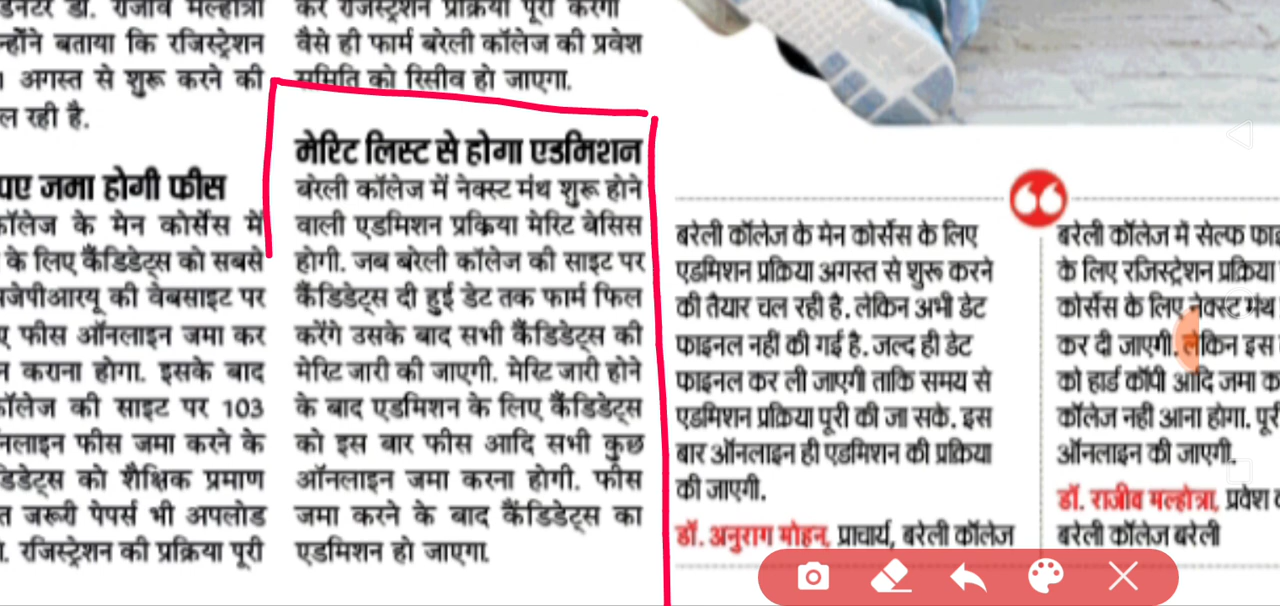 डॉ. राजीव मल्होत्रा
बताया कि रजिस्ट्रेशन
अगस्त से शुरू करने की
रही है.
जमा होगी फीस
कॉलेज के मेन कोर्सेस में
के लिए कैंडिडेट्स को सबसे
की वेबसाइट पर
फीस ऑनलाइन जमा कर
कराना होगा. इसके बाद
कॉलेज की साइट पर 103
फीस जमा करने के
को शैक्षिक प्रमाण
जरूरी पेपर्स भी अपलोड
रजिस्ट्रेशन की प्रक्रिया पूरी
कर रजिस्ट्रेशन प्रक्रिया पूरी करेगा
वैसे ही फार्म बरेली कॉलेज की प्रवेश
समिति को रिसीव हो जाएगा.
मेरिट लिस्ट से होगा एडमिशन
बरेली कॉलेज में नेक्स्ट मंथ शुरू होने
वाली एडमिशन प्रक्रिया मेरिट बेसिस
होगी. जब बरेली कॉलेज की साइट पर
कैंडिडेट्स दी हुई डेट तक फार्म फिल
करेंगे उसके बाद सभी कैंडिडेट्स की
मेरिट जारी की जाएगी. मेरिट जारी होने
के बाद एडमिशन के लिए कैंडिडेट्स
को इस बार फीस आदि सभी कुछ
ऑनलाइन जमा करना होगी. फीस
जमा करने के बाद कैंडिडेट्स का
एडमिशन हो जाएगा.
बरेली कॉलेज के मेन कोर्सेस के लिए
एडमिशन प्रक्रिया अगस्त से शुरू करने
की तैयार चल रही है. लेकिन अभी डेट
फाइनल नहीं की गई है. जल्द ही डेट
फाइनल कर ली जाएगी ताकि समय से
एडमिशन प्रक्रिया पूरी की जा सके. इस
बार ऑनलाइन ही एडमिशन की प्रक्रिया
की जाएगी.
डॉ. अनुराग मोहन, प्राचार्य, बरेली कॉलेज
बरेली कॉलेज में सेल्फ
के लिए रजिस्ट्रेशन प्रक्रिया
कोर्सेस के लिए नेक्स्ट मंथ
कर दी जाएगी. लेकिन इस
को हार्ड कॉपी आदि जमा
कॉलेज नही आना होगा.
ऑनलाइन की जाएगी.
डॉ. राजीव मल्होत्रा, प्रवेश
बरेली कॉलेज बरेली